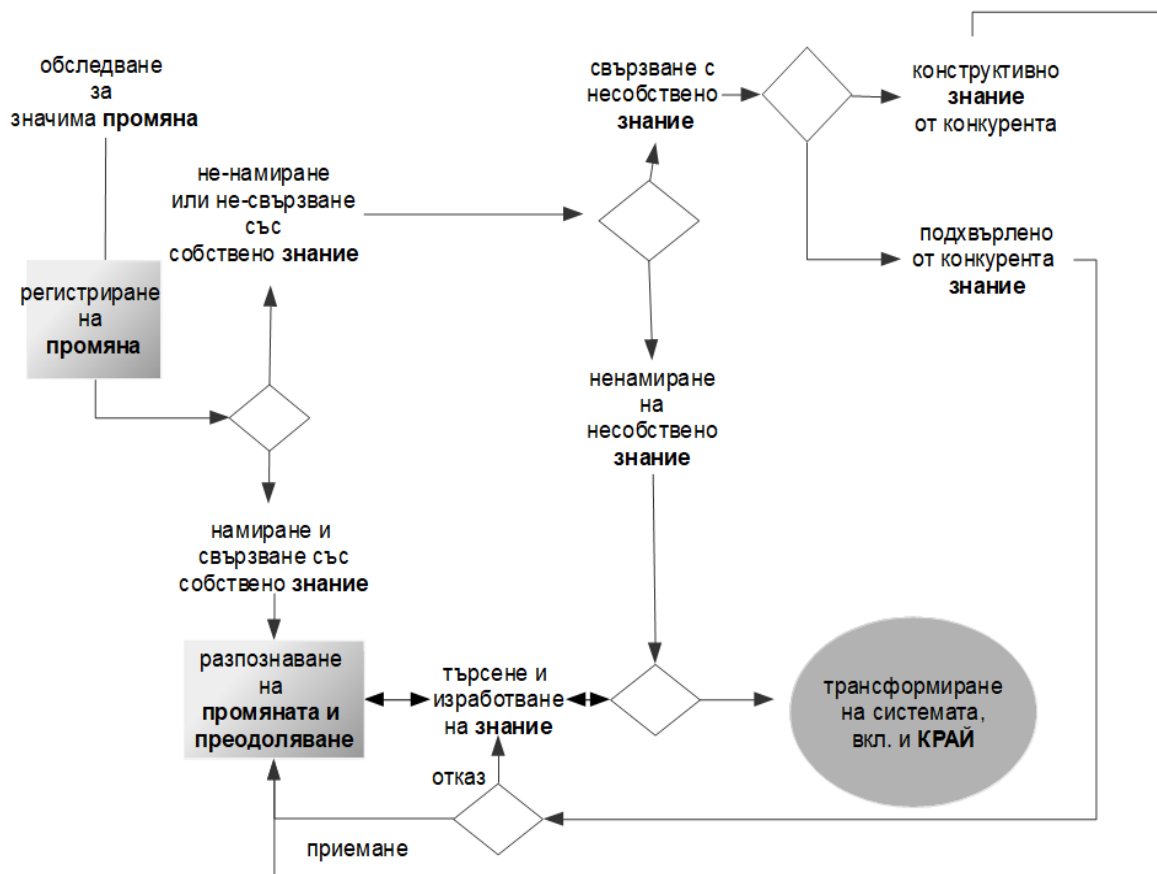 обследване
за
значима промяна
регистриране
на
промяна
не-намиране
или не-свързване
със
собствено знание
намиране и
свързване със
собствено знание
разпознаване
на
промяната и
преодоляване
свързване с
несобствено
знание
конструктивно
знание
от конкурента
подхвърлено
от конкурента
знание
ненамиране
на
несобствено
знание
търсене и
изработване
на знание
трансформиране
на системата,
вкл. и КРАЙ
отказ
приемане